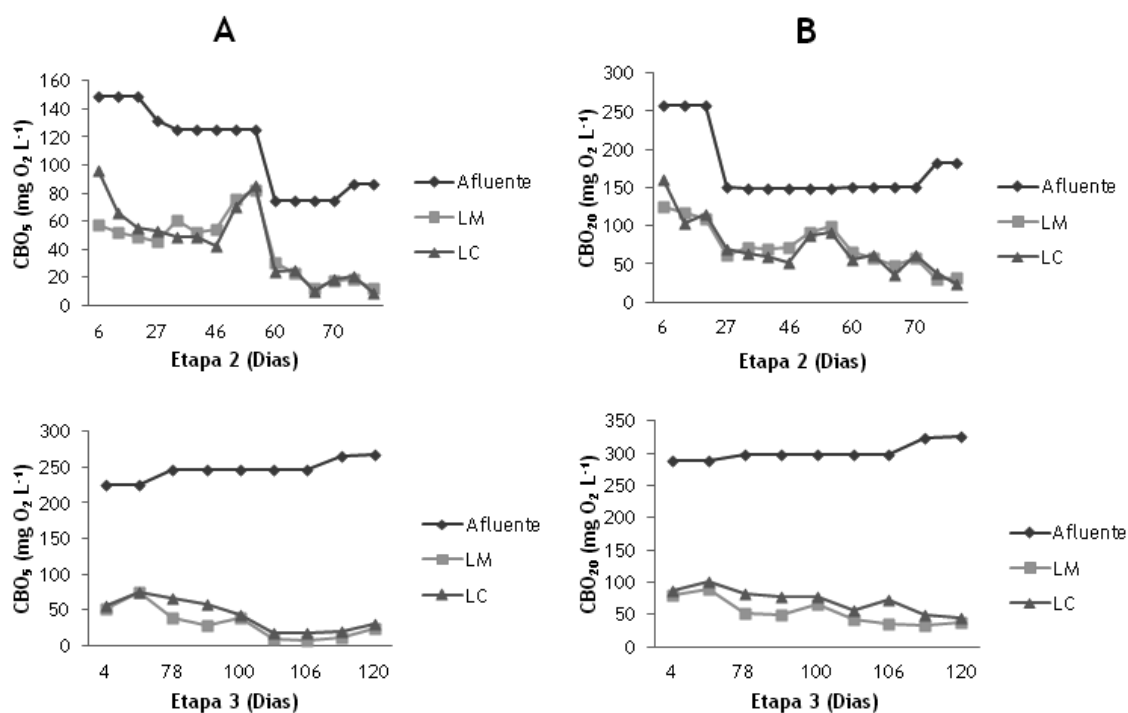 A
CBO₅ (mg O₂ L⁻¹)
160
140
120
100
80
60
40
20
0
6 27 46 60 70
Etapa 2 (Dias)
Afluente
LM
LC
B
CBO₂₀ (mg O₂ L⁻¹)
300
250
200
150
100
50
0
6 27 46 60 70
Etapa 2 (Dias)
Afluente
LM
LC
CBO₅ (mg O₂ L⁻¹)
300
250
200
150
100
50
0
4 78 100 106 120
Etapa 3 (Dias)
Afluente
LM
LC
CBO₂₀ (mg O₂ L⁻¹)
350
300
250
200
150
100
50
0
4 78 100 106 120
Etapa 3 (Dias)
Afluente
LM
LC